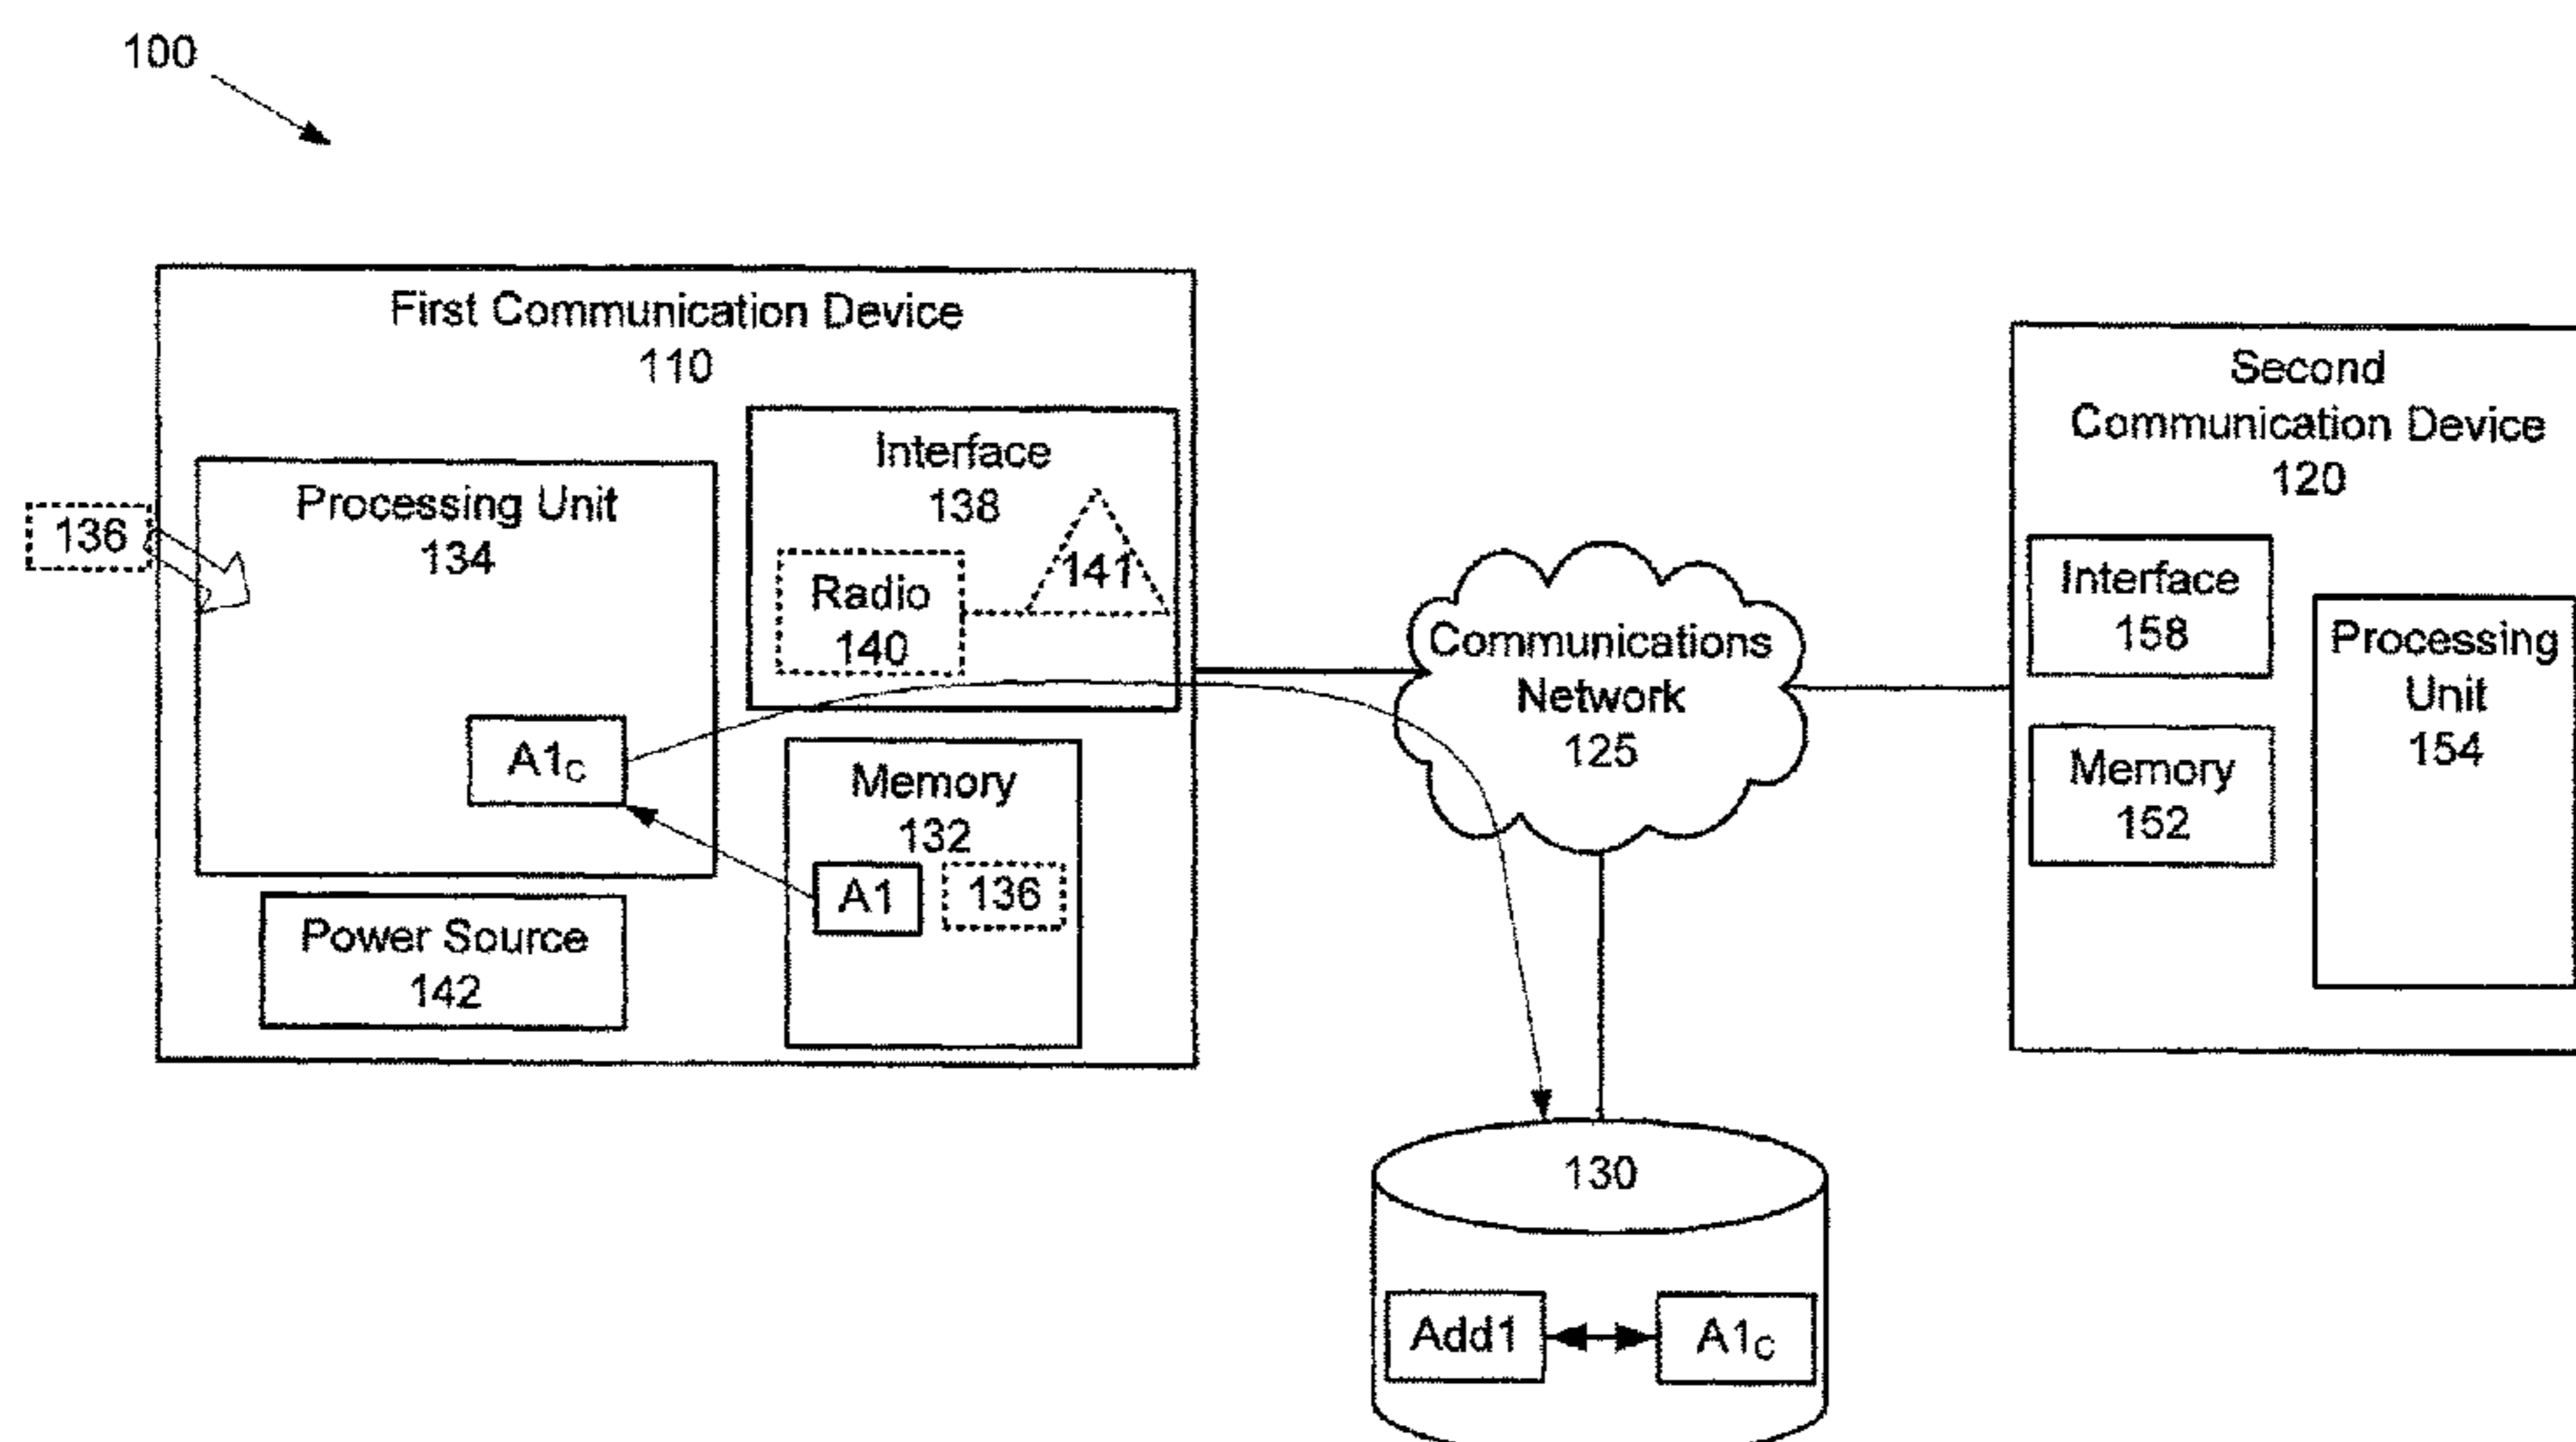 100
First Communication Device
110
Interface
138
Processing Unit
134
136
Radio
140
141
A1C
Memory
132
A1
136
Power Source
142
Communications
Network
125
Second
Communication Device
120
Interface
158
Processing
Unit
154
Memory
152
130
Add1
A1C